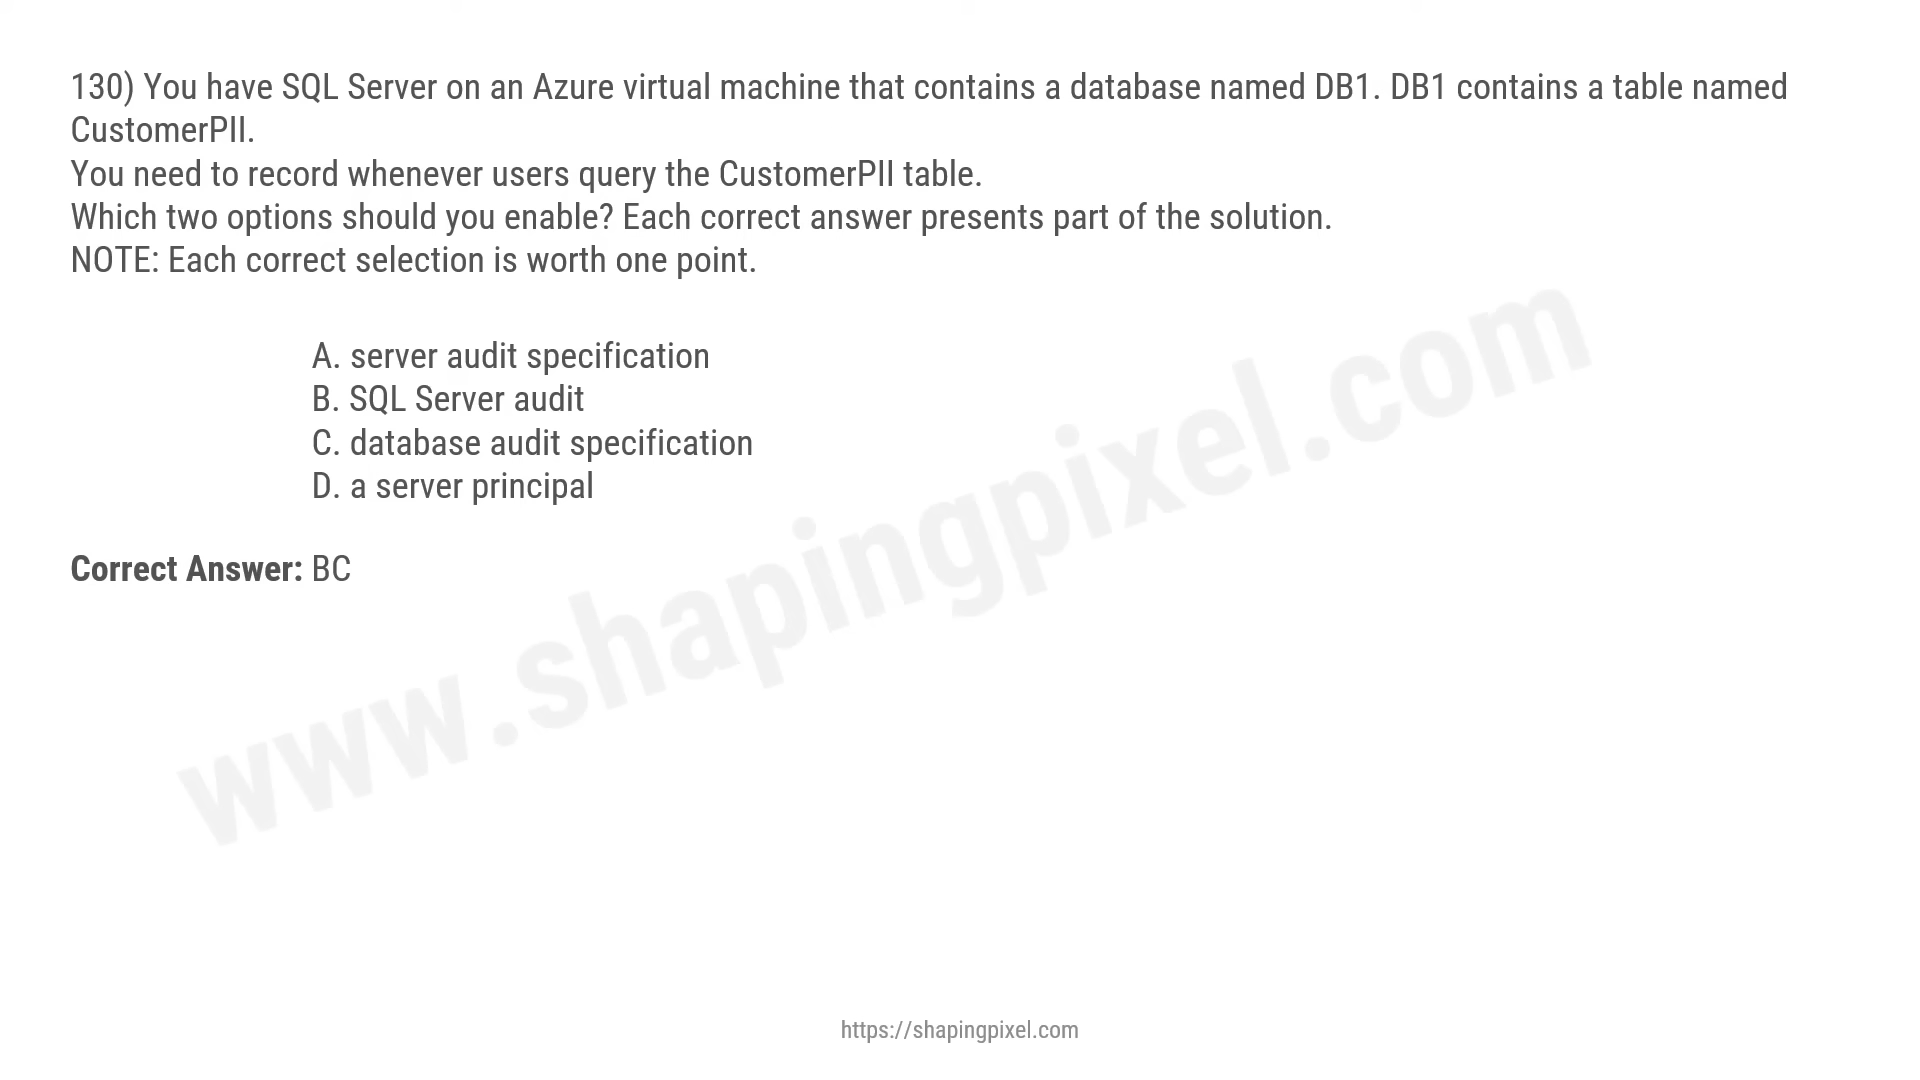 130) You have SQL Server on an Azure virtual machine that contains a database named DB1. DB1 contains a table named
CustomerPII.
You need to record whenever users query the CustomerPII table.
Which two options should you enable? Each correct answer presents part of the solution.
NOTE: Each correct selection is worth one point.
A. server audit specification
B. SQL Server audit
C. database audit specification
D. a server principal
Correct Answer: BC
www.shapingpixel.com
https://shapingpixel.com